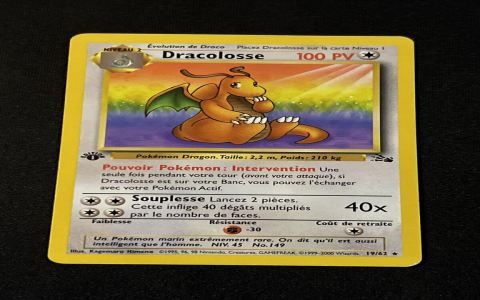 Évolution de Draco Placez Dracolosse sur la carte Niveau 1
NIVEAU 2
Dracolosse 100 PV
Pokémon Dragon. Taille: 2,2 m, Poids: 210 kg
Pouvoir Pokémon: Intervention Une
seule fois pendant votre tour (avant votre attaque), si
Dracolosse est sur votre Banc, vous pouvez l'échanger
avec votre Pokémon Actif.
Souplesse Lancez 2 pièces.
Cette inflige 40 dégâts multipliés
par le nombre de faces.
40x
Faiblesse Résistance Coût de retraite
-30
Un Pokémon marin extrêmement rare. On dit qu'il est aussi
intelligent que l'homme. NIV. 45 No. 149
Illus. Kagemaru Himeno ©1995, 96, 98 Nintendo, Creatures, GAMEFREAK. ©1999-2000 Wizards. 19/62